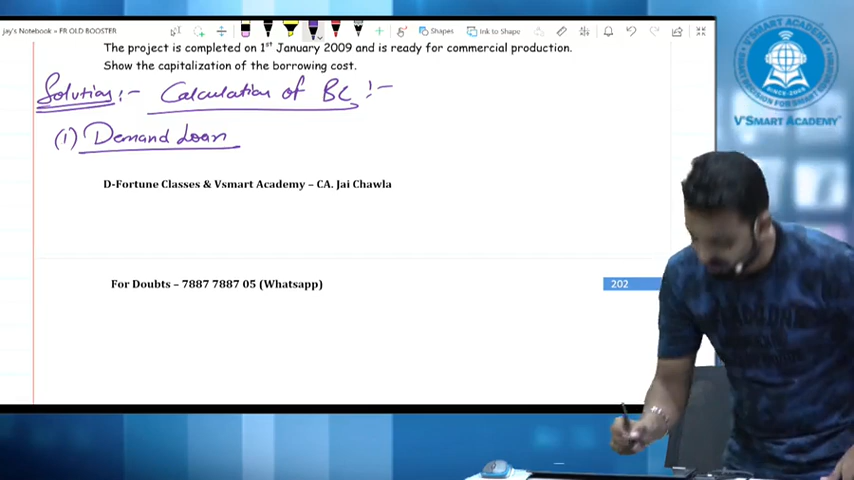 jay's Notebook » FR OLD BOOSTER
Shapes
Ink to Shape
The project is completed on 1st January 2009 and is ready for commercial production.
Show the capitalization of the borrowing cost.
Solution:- Calculation of BC :-
(1) Demand Loan
D-Fortune Classes & Vsmart Academy – CA. Jai Chawla
For Doubts – 7887 7887 05 (Whatsapp)
202
V'SMART ACADEMY
SINCE-2009
V'SMART ACADEMY